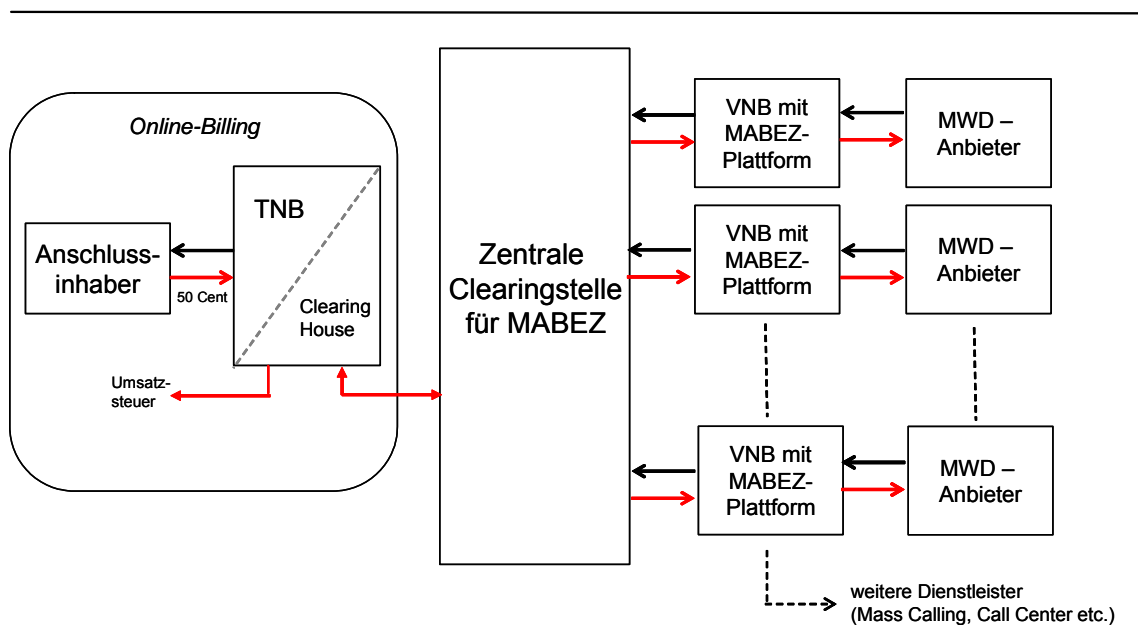 Online-Billing
TNB
Anschluss-
inhaber
50 Cent
Clearing
House
Umsatz-
steuer
Zentrale
Clearingstelle
für MABEZ
VNB mit
MABEZ-
Plattform
MWD –
Anbieter
VNB mit
MABEZ-
Plattform
MWD –
Anbieter
VNB mit
MABEZ-
Plattform
MWD –
Anbieter
weitere Dienstleister
(Mass Calling, Call Center etc.)